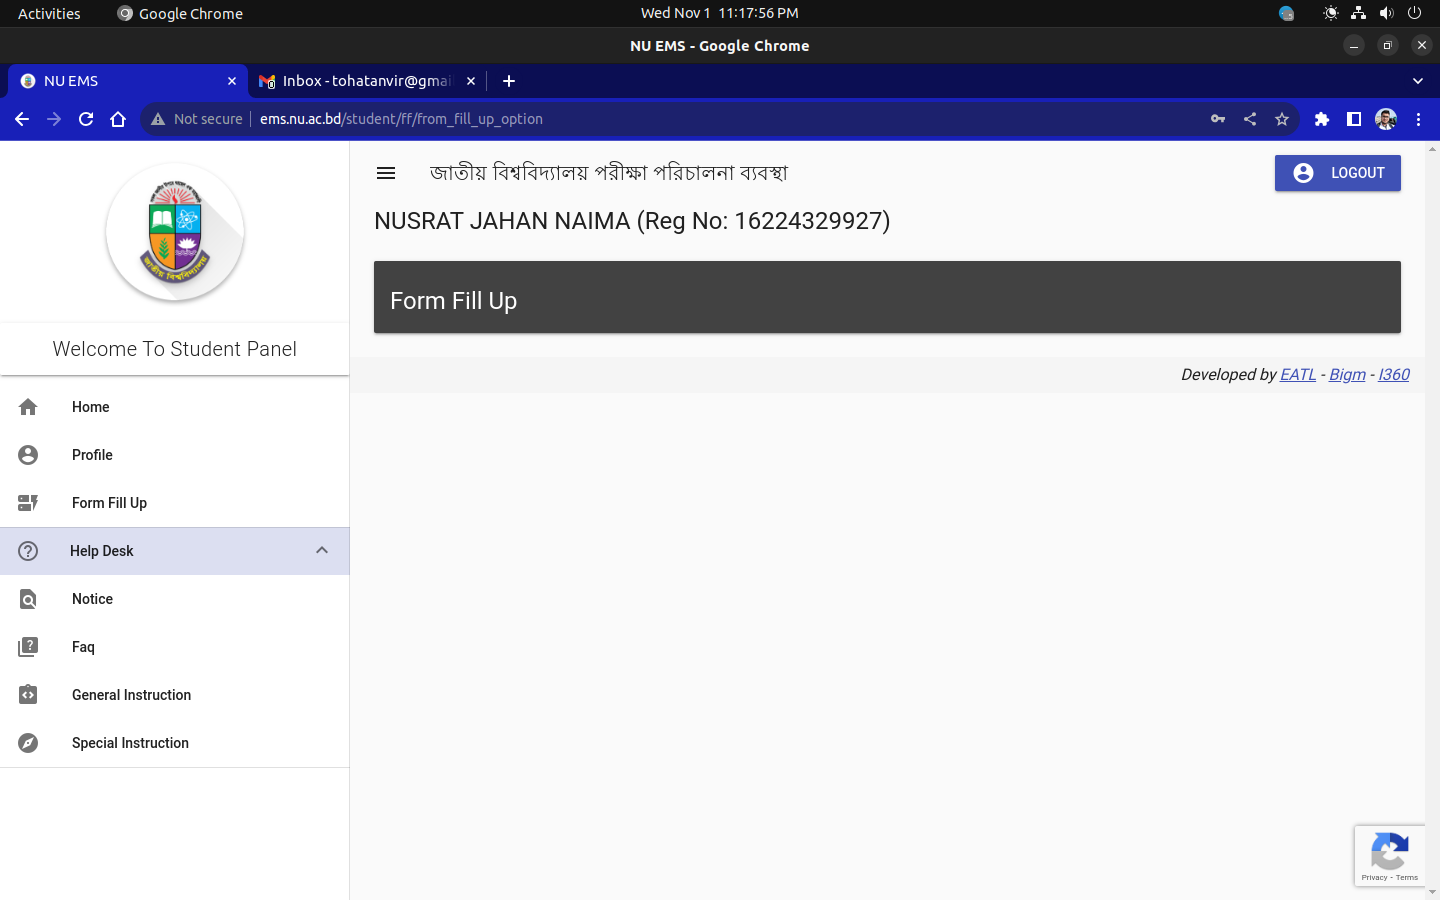 Activities
Google Chrome
Wed Nov 1 11:17:56 PM
NU EMS - Google Chrome
NU EMS
Inbox - tohatanvir@gmai
Not secure
ems.nu.ac.bd/student/ff/from_fill_up_option
জাতীয় বিশ্ববিদ্যালয় পরীক্ষা পরিচালনা ব্যবস্থা
LOGOUT
NUSRAT JAHAN NAIMA (Reg No: 16224329927)
Form Fill Up
Developed by EATL - Bigm - I360
জাতীয় বিশ্ববিদ্যালয়
Welcome To Student Panel
Home
Profile
Form Fill Up
Help Desk
Notice
Faq
General Instruction
Special Instruction
Privacy - Terms